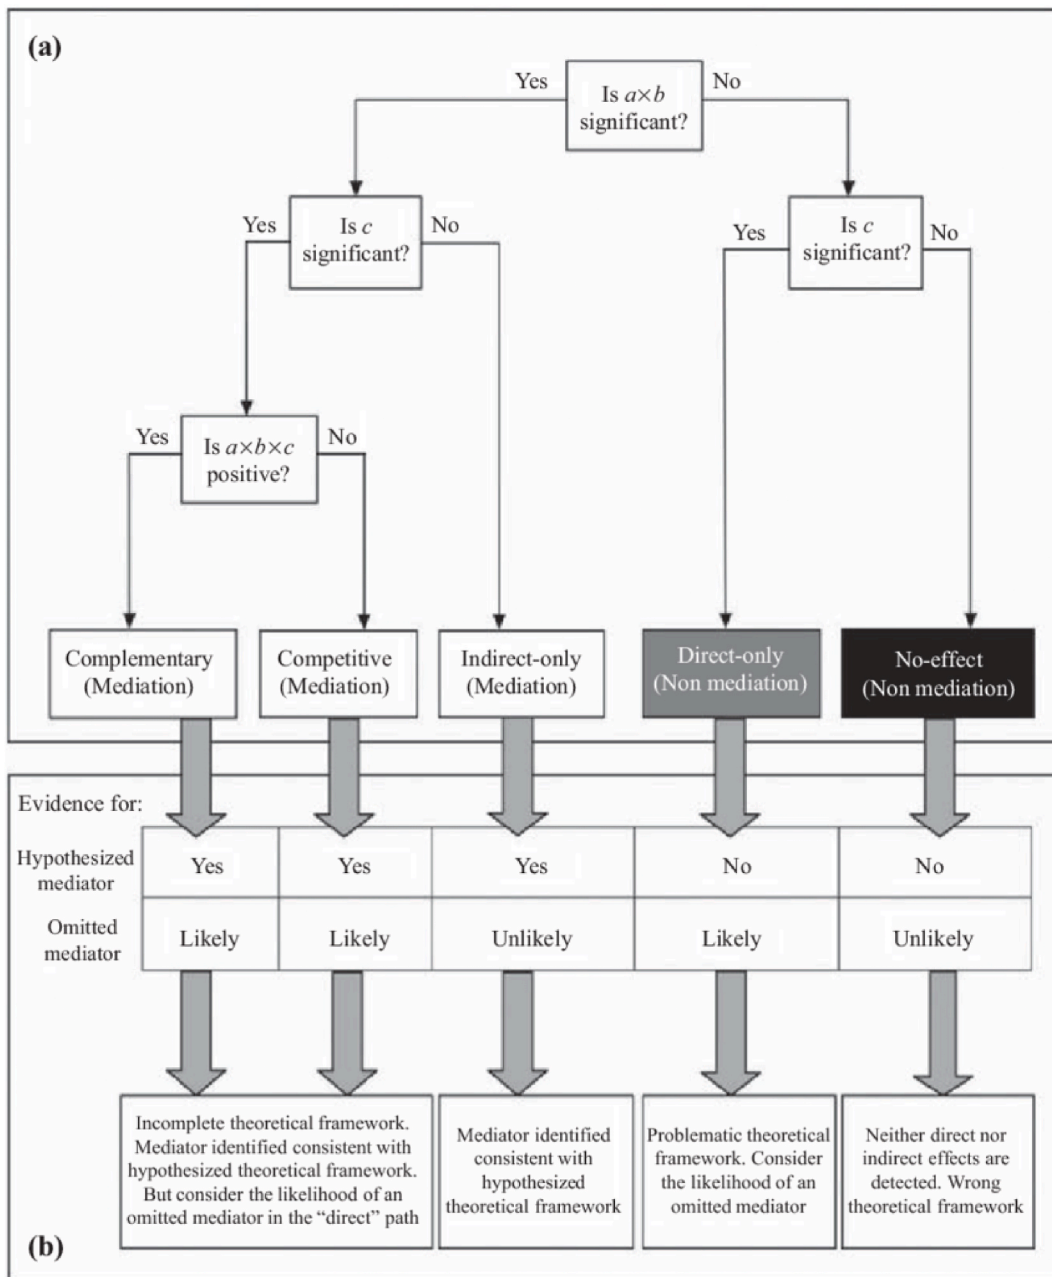 (a)
Yes
Is a×b
significant?
No
Yes
Is c
significant?
No
Yes
Is c
significant?
No
Yes
Is a×b×c
positive?
No
Complementary
(Mediation)
Competitive
(Mediation)
Indirect-only
(Mediation)
Direct-only
(Non mediation)
No-effect
(Non mediation)
Evidence for:
Hypothesized
mediator
Yes
Yes
Yes
No
No
Omitted
mediator
Likely
Likely
Unlikely
Likely
Unlikely
Incomplete theoretical framework.
Mediator identified consistent with
hypothesized theoretical framework.
But consider the likelihood of an
omitted mediator in the “direct” path
Mediator identified
consistent with
hypothesized
theoretical framework
Problematic theoretical
framework. Consider
the likelihood of an
omitted mediator
Neither direct nor
indirect effects are
detected. Wrong
theoretical framework
(b)